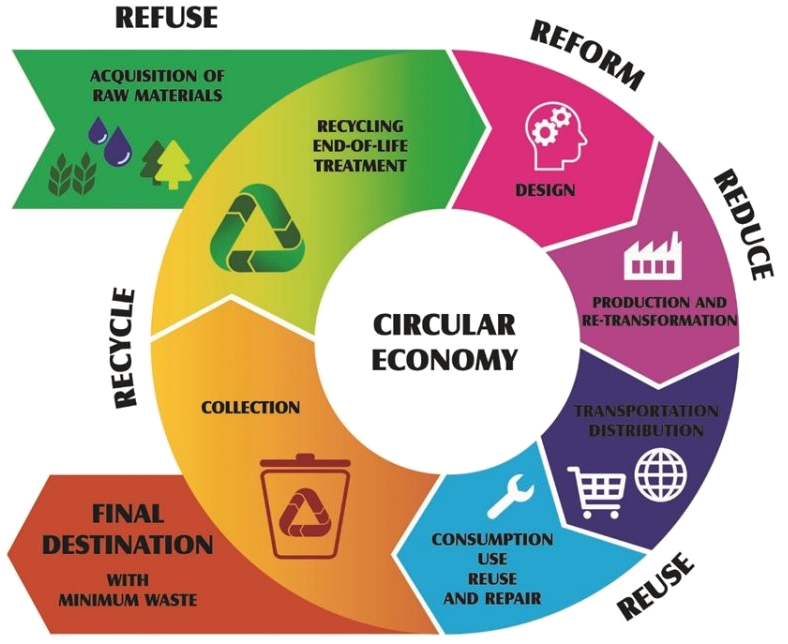 REFUSE
ACQUISITION OF
RAW MATERIALS
RECYCLING
END-OF-LIFE
TREATMENT
REFORM
DESIGN
REDUCE
PRODUCTION AND
RE-TRANSFORMATION
CIRCULAR
ECONOMY
TRANSPORTATION
DISTRIBUTION
REUSE
CONSUMPTION
USE
REUSE
AND REPAIR
RECYCLE
COLLECTION
FINAL
DESTINATION
WITH
MINIMUM WASTE